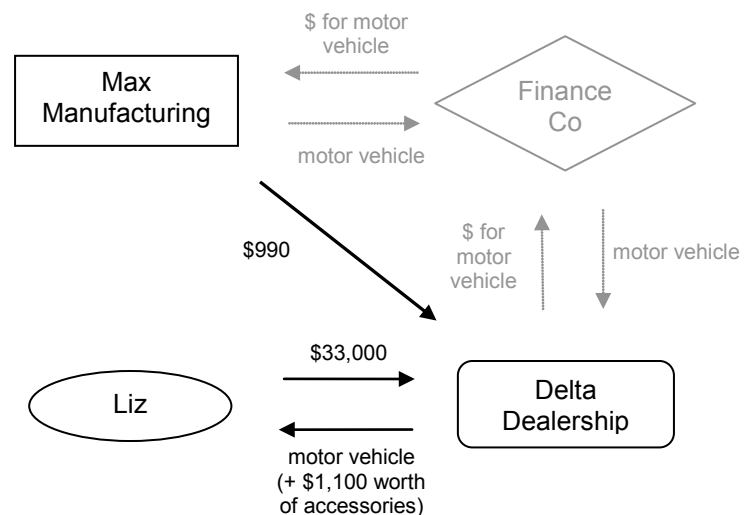 $ for motor
vehicle
Max
Manufacturing
Finance
Co
motor vehicle
$990
$ for
motor
vehicle
motor vehicle
$33,000
Liz
Delta
Dealership
motor vehicle
(+ $1,100 worth
of accessories)